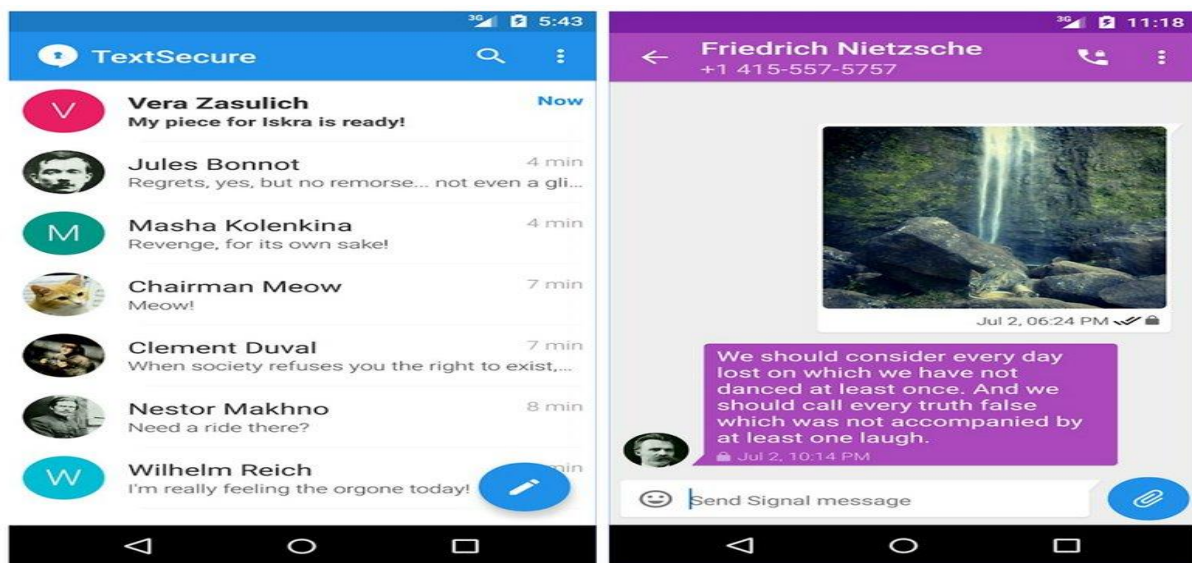 3G 5:43
TextSecure
V Vera Zasulich Now
My piece for Iskra is ready!
Jules Bonnot 4 min
Regrets, yes, but no remorse... not even a gli...
M Masha Kolenkina 4 min
Revenge, for its own sake!
Chairman Meow 7 min
Meow!
Clement Duval 7 min
When society refuses you the right to exist,...
Nestor Makhno 8 min
Need a ride there?
W Wilhelm Reich min
I'm really feeling the orgone today!
3G 11:18
Friedrich Nietzsche
+1 415-557-5757
Jul 2, 06:24 PM
We should consider every day
lost on which we have not
danced at least once. And we
should call every truth false
which was not accompanied by
at least one laugh.
Jul 2, 10:14 PM
Send Signal message